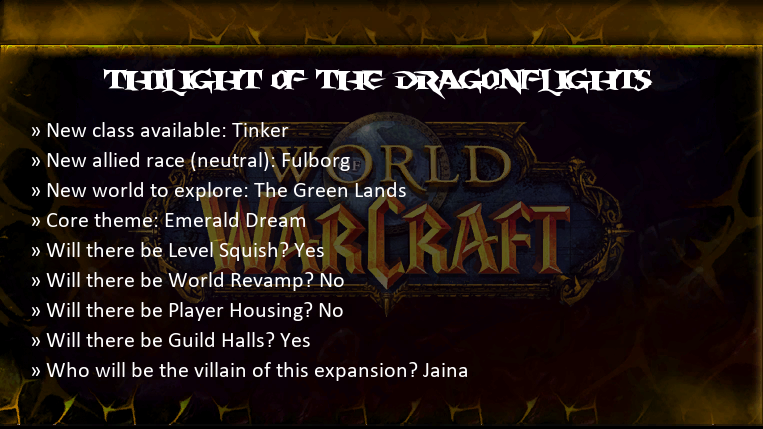 THILIGHT OF THE DRAGONFLIGHTS
» New class available: Tinker
» New allied race (neutral): Fulborg
» New world to explore: The Green Lands
» Core theme: Emerald Dream
» Will there be Level Squish? Yes
» Will there be World Revamp? No
» Will there be Player Housing? No
» Will there be Guild Halls? Yes
» Who will be the villain of this expansion? Jaina
WORLD
OF
WARCRAFT